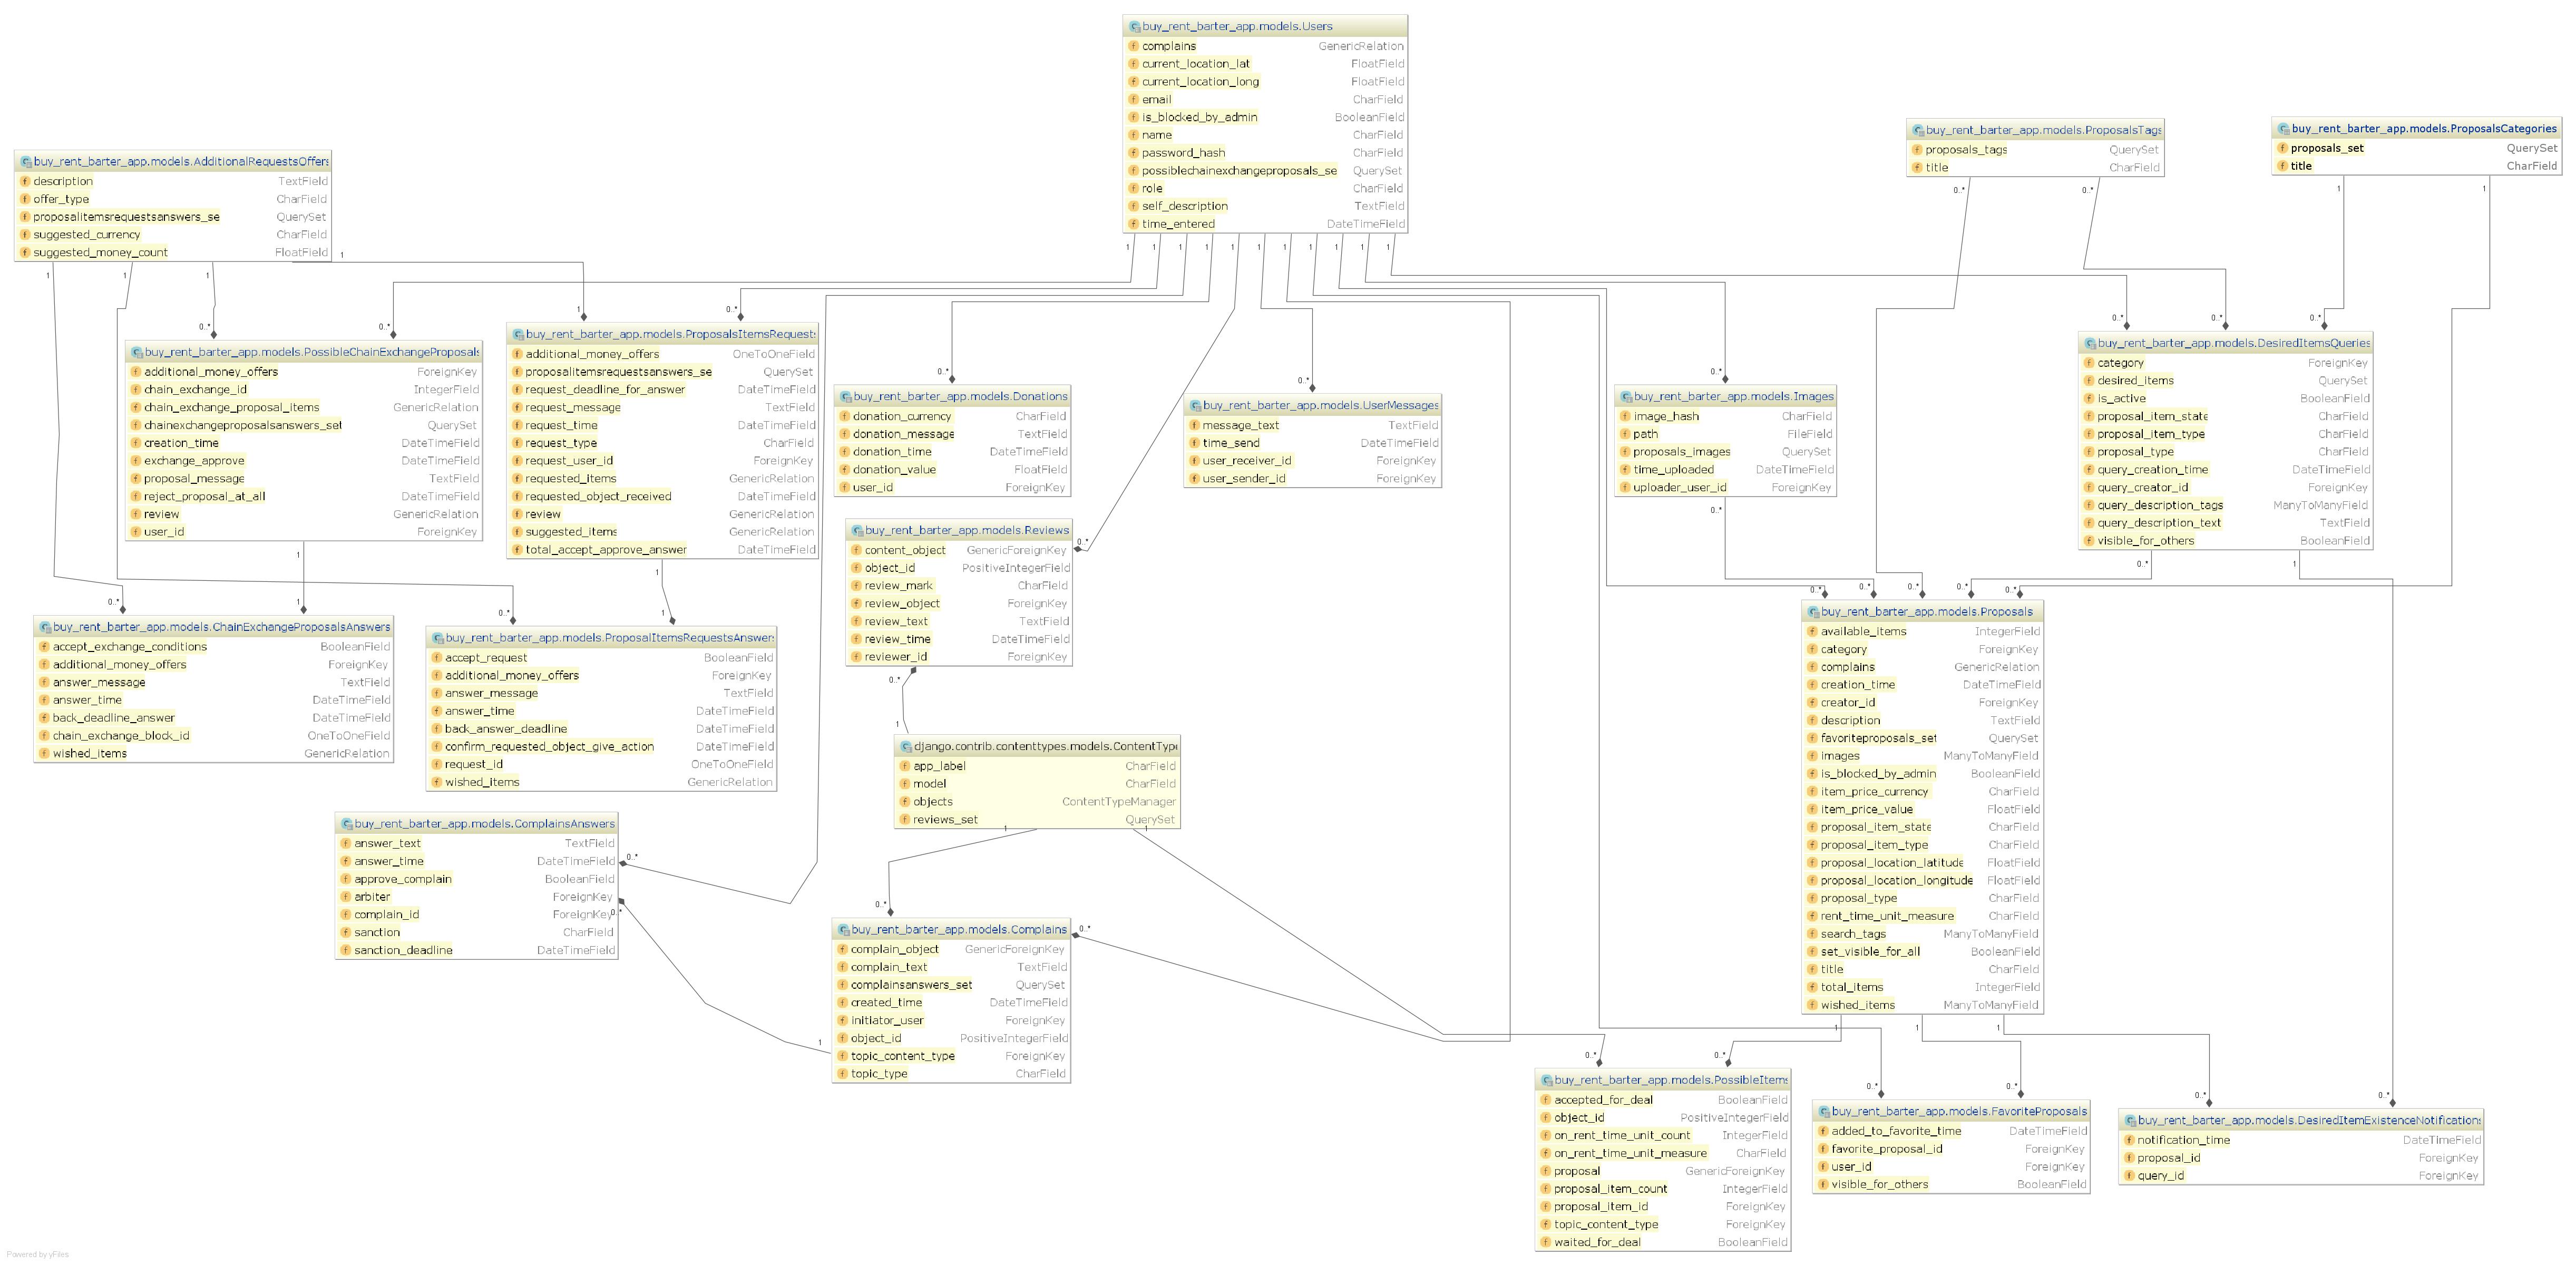 buy_rent_barter_app.models.Users
complains GenericRelation
current_location_lat FloatField
current_location_long FloatField
email CharField
is_blocked_by_admin BooleanField
name CharField
password_hash CharField
possiblechainexchangeproposals_se QuerySet
role CharField
self_description TextField
time_entered DateTimeField
buy_rent_barter_app.models.ProposalsTags
proposals_tags QuerySet
title CharField
buy_rent_barter_app.models.ProposalsCategories
proposals_set QuerySet
title CharField
buy_rent_barter_app.models.AdditionalRequestsOffers
description TextField
offer_type CharField
proposalitemsrequestsanswers_se QuerySet
suggested_currency CharField
suggested_money_count FloatField
buy_rent_barter_app.models.PossibleChainExchangeProposals
additional_money_offers ForeignKey
chain_exchange_id IntegerField
chain_exchange_proposal_items GenericRelation
chainexchangeproposalsanswers_set QuerySet
creation_time DateTimeField
exchange_approve DateTimeField
proposal_message TextField
reject_proposal_at_all DateTimeField
review GenericRelation
user_id ForeignKey
buy_rent_barter_app.models.ProposalsItemsRequests
additional_money_offers OneToOneField
proposalitemsrequestsanswers_se QuerySet
request_deadline_for_answer DateTimeField
request_message TextField
request_time DateTimeField
request_type CharField
request_user_id ForeignKey
requested_items GenericRelation
requested_object_received DateTimeField
review GenericRelation
suggested_items GenericRelation
total_accept_approve_answer DateTimeField
buy_rent_barter_app.models.Donations
donation_currency CharField
donation_message TextField
donation_time DateTimeField
donation_value FloatField
user_id ForeignKey
buy_rent_barter_app.models.UserMessages
message_text TextField
time_send DateTimeField
user_receiver_id ForeignKey
user_sender_id ForeignKey
buy_rent_barter_app.models.Images
image_hash CharField
path FileField
proposals_images QuerySet
time_uploaded DateTimeField
uploader_user_id ForeignKey
buy_rent_barter_app.models.DesiredItemsQueries
category ForeignKey
desired_items QuerySet
is_active BooleanField
proposal_item_state CharField
proposal_item_type CharField
proposal_type CharField
query_creation_time DateTimeField
query_creator_id ForeignKey
query_description_tags ManyToManyField
query_description_text TextField
visible_for_others BooleanField
buy_rent_barter_app.models.Reviews
content_object GenericForeignKey
object_id PositiveIntegerField
review_mark CharField
review_object ForeignKey
review_text TextField
review_time DateTimeField
reviewer_id ForeignKey
buy_rent_barter_app.models.ChainExchangeProposalsAnswers
accept_exchange_conditions BooleanField
additional_money_offers ForeignKey
answer_message TextField
answer_time DateTimeField
back_deadline_answer DateTimeField
chain_exchange_block_id OneToOneField
wished_items GenericRelation
buy_rent_barter_app.models.ProposalItemsRequestsAnswers
accept_request BooleanField
additional_money_offers ForeignKey
answer_message TextField
answer_time DateTimeField
back_answer_deadline DateTimeField
confirm_requested_object_give_action DateTimeField
request_id OneToOneField
wished_items GenericRelation
django.contrib.contenttypes.models.ContentType
app_label CharField
model CharField
objects ContentTypeManager
reviews_set QuerySet
buy_rent_barter_app.models.Proposals
available_items IntegerField
category ForeignKey
complains GenericRelation
creation_time DateTimeField
creator_id ForeignKey
description TextField
favoriteproposals_set QuerySet
images ManyToManyField
is_blocked_by_admin BooleanField
item_price_currency CharField
item_price_value FloatField
proposal_item_state CharField
proposal_item_type CharField
proposal_location_latitude FloatField
proposal_location_longitude FloatField
proposal_type CharField
rent_time_unit_measure CharField
search_tags ManyToManyField
set_visible_for_all BooleanField
title CharField
total_items IntegerField
wished_items ManyToManyField
buy_rent_barter_app.models.ComplainsAnswers
answer_text TextField
answer_time DateTimeField
approve_complain BooleanField
arbiter ForeignKey
complain_id ForeignKey
sanction CharField
sanction_deadline DateTimeField
buy_rent_barter_app.models.Complains
complain_object GenericForeignKey
complain_text TextField
complainsanswers_set QuerySet
created_time DateTimeField
initiator_user ForeignKey
object_id PositiveIntegerField
topic_content_type ForeignKey
topic_type CharField
buy_rent_barter_app.models.PossibleItems
accepted_for_deal BooleanField
object_id PositiveIntegerField
on_rent_time_unit_count IntegerField
on_rent_time_unit_measure CharField
proposal GenericForeignKey
proposal_item_count IntegerField
proposal_item_id ForeignKey
topic_content_type ForeignKey
waited_for_deal BooleanField
buy_rent_barter_app.models.FavoriteProposals
added_to_favorite_time DateTimeField
favorite_proposal_id ForeignKey
user_id ForeignKey
visible_for_others BooleanField
buy_rent_barter_app.models.DesiredItemExistenceNotifications
notification_time DateTimeField
proposal_id ForeignKey
query_id ForeignKey
Powered by yFiles